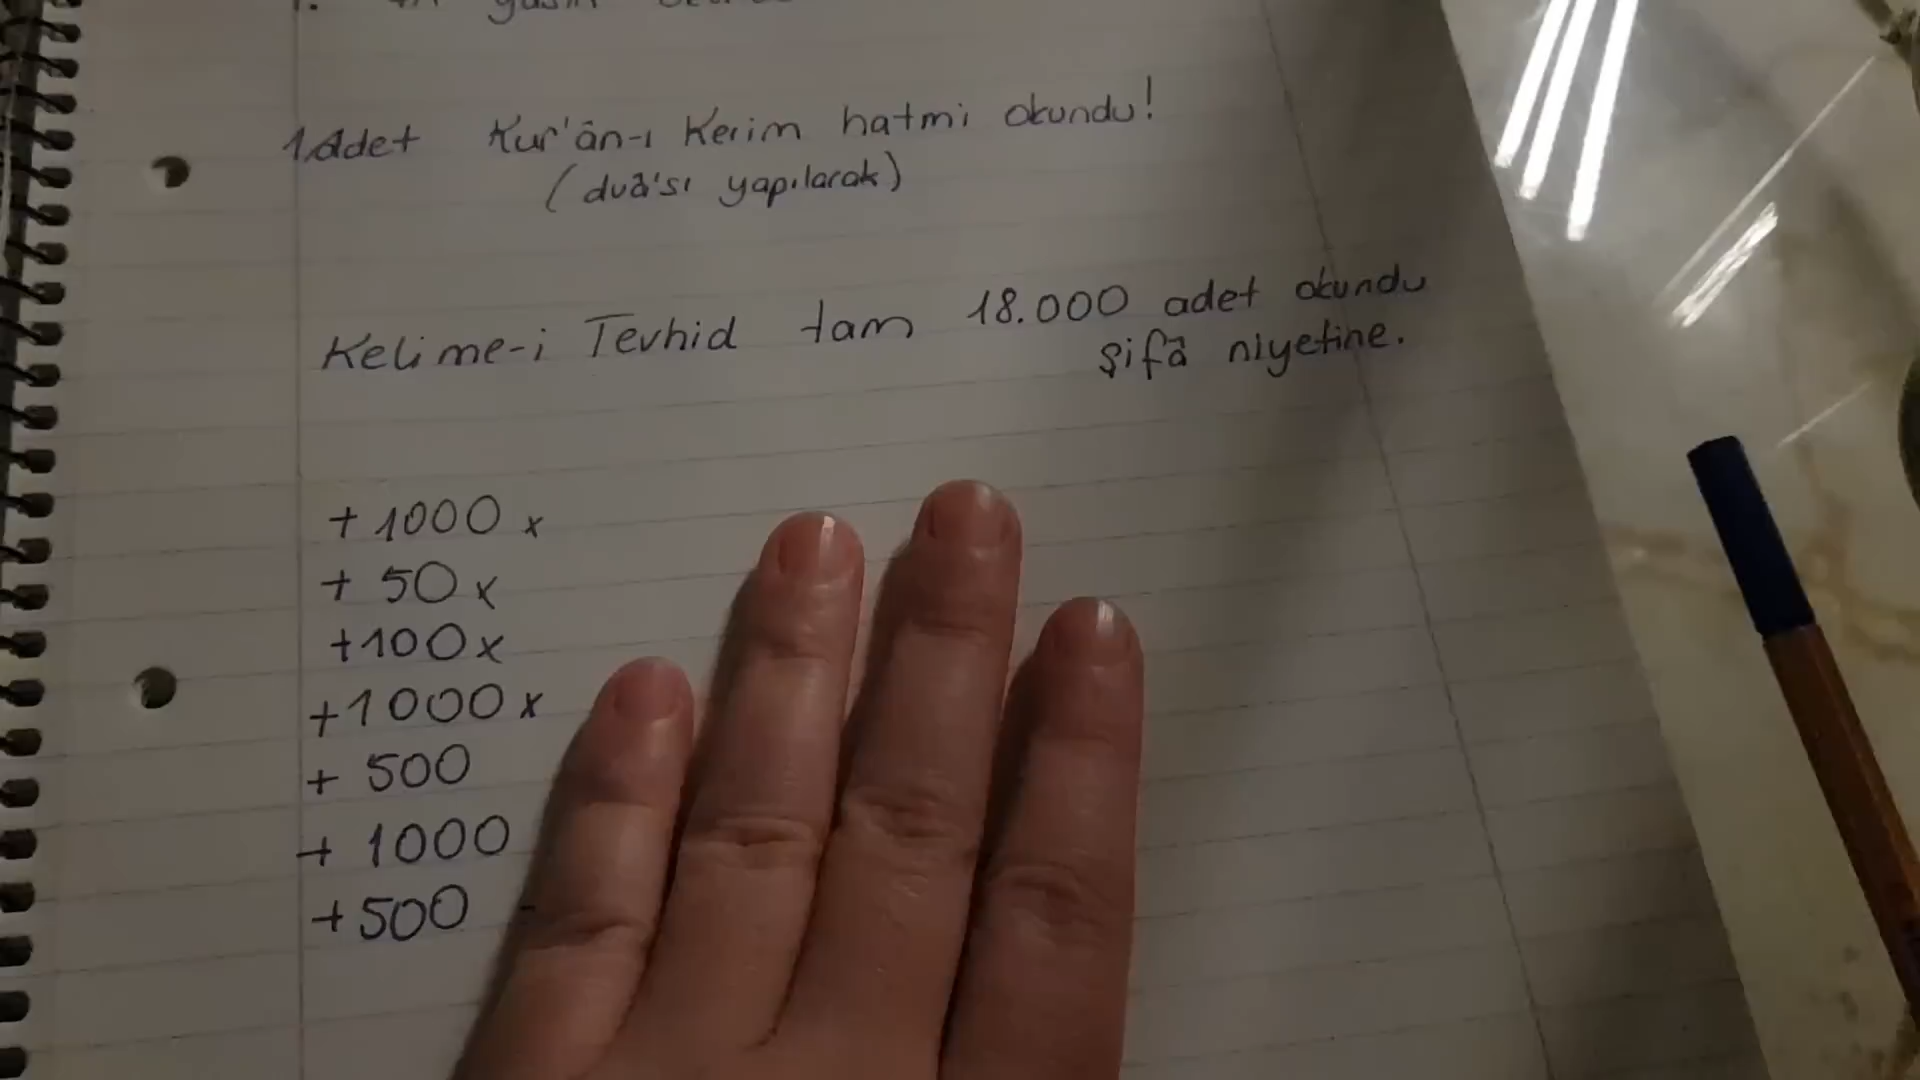 1 Adet Kur'ân-ı Kerim hatmi okundu!
(duâ'sı yapılacak)
Kelime-i Tevhid tam 18.000 adet okundu
şifâ niyetine.
+ 1000 x
+ 50 x
+100 x
+1000 x
+ 500
+ 1000
+500